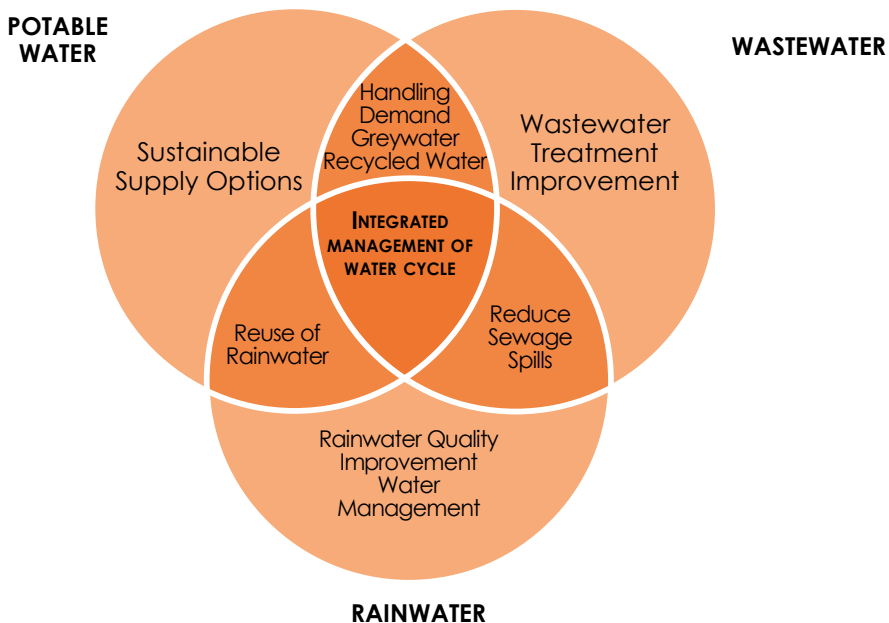 POTABLE
WATER
WASTEWATER
Handling
Demand
Greywater
Recycled Water
Sustainable
Supply Options
Wastewater
Treatment
Improvement
INTEGRATED
MANAGEMENT OF
WATER CYCLE
Reuse of
Rainwater
Reduce
Sewage
Spills
Rainwater Quality
Improvement
Water
Management
RAINWATER